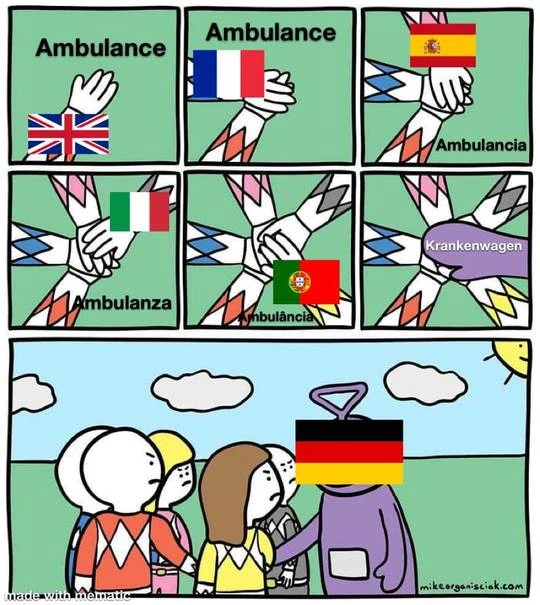 Ambulance
Ambulance
Ambulancia
Ambulanza
Ambulância
Krankenwagen
mikeorganisciak.com
made with mematic